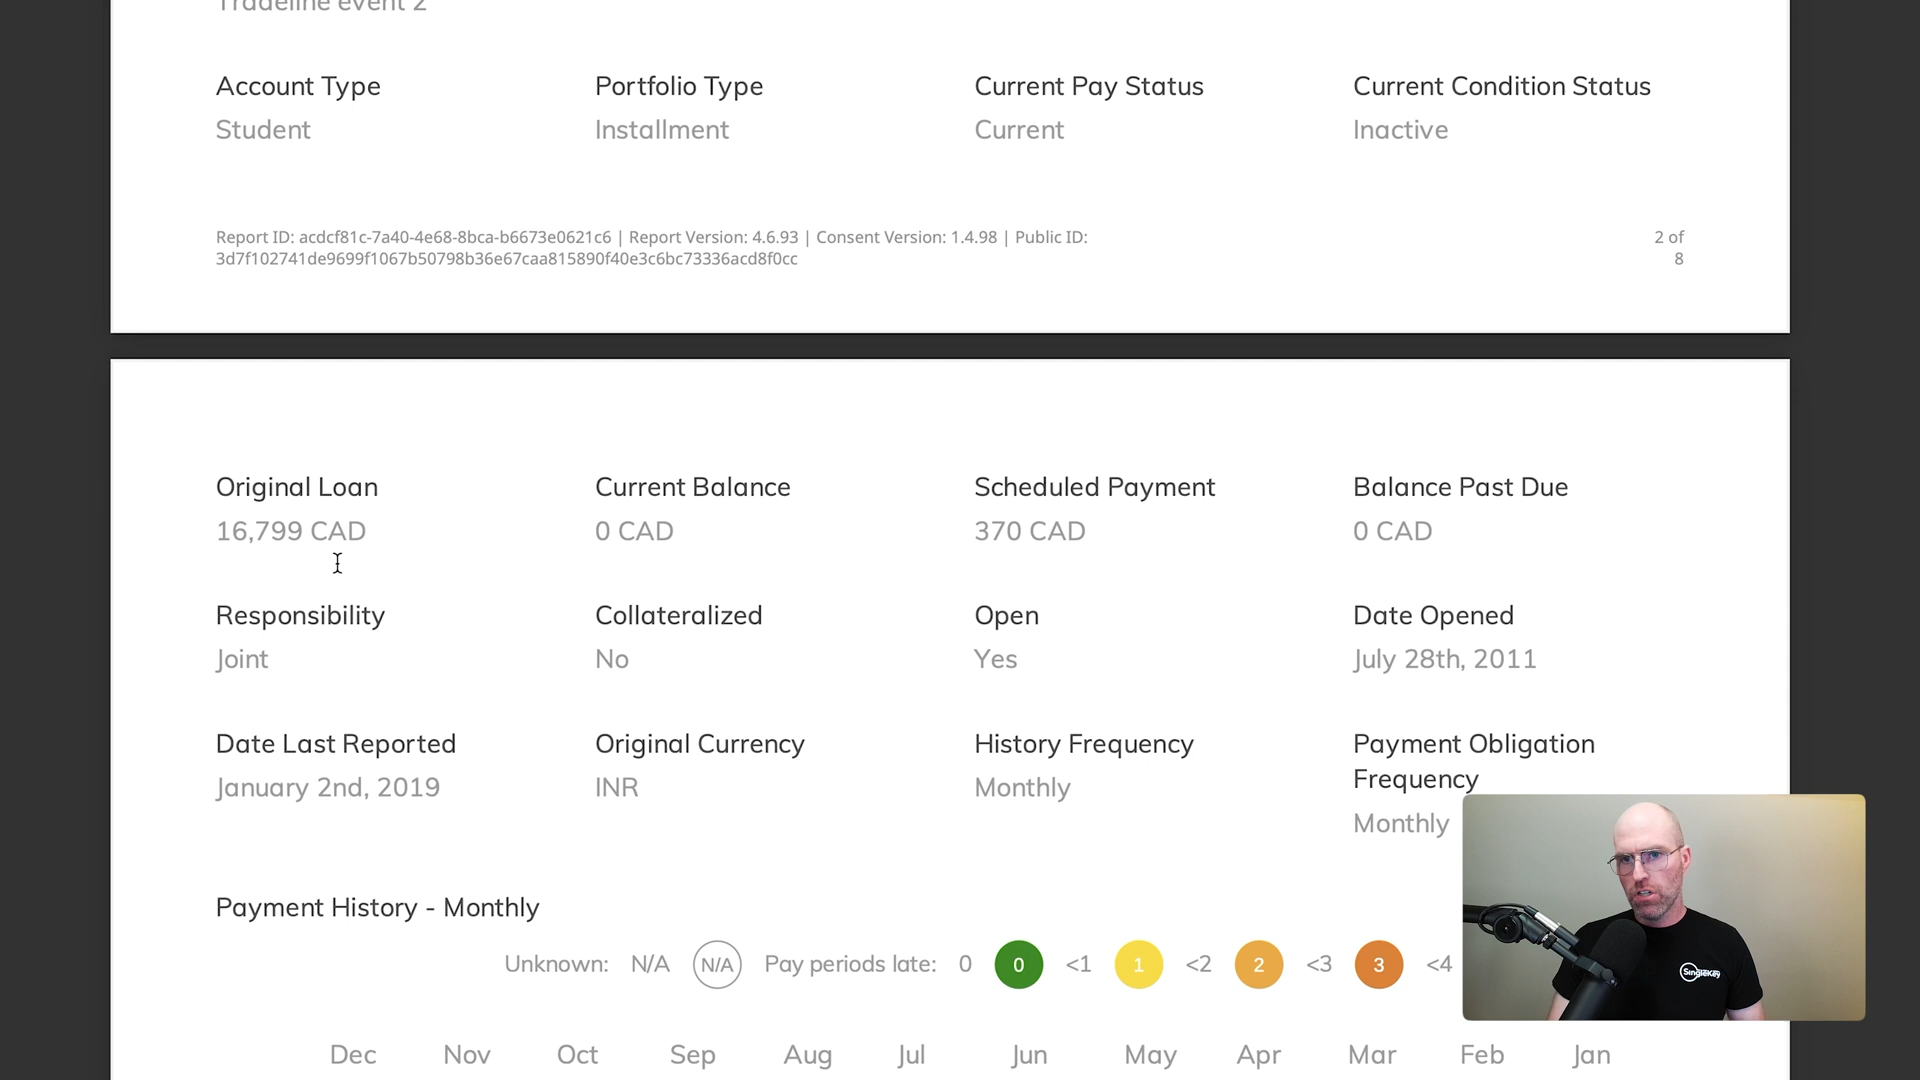 Tradeline event 2
Account Type Portfolio Type Current Pay Status Current Condition Status
Student Installment Current Inactive
Report ID: acdcf81c-7a40-4e68-8bca-b6673e0621c6 | Report Version: 4.6.93 | Consent Version: 1.4.98 | Public ID: 2 of
3d7f102741de9699f1067b50798b36e67caa815890f40e3c6bc73336acd8f0cc 8
Original Loan Current Balance Scheduled Payment Balance Past Due
16,799 CAD 0 CAD 370 CAD 0 CAD
Responsibility Collateralized Open Date Opened
Joint No Yes July 28th, 2011
Date Last Reported Original Currency History Frequency Payment Obligation
Frequency
January 2nd, 2019 INR Monthly
Monthly
Payment History - Monthly
Unknown: N/A N/A Pay periods late: 0 0 <1 1 <2 2 <3 3 <4
SingleKey
Dec Nov Oct Sep Aug Jul Jun May Apr Mar Feb Jan